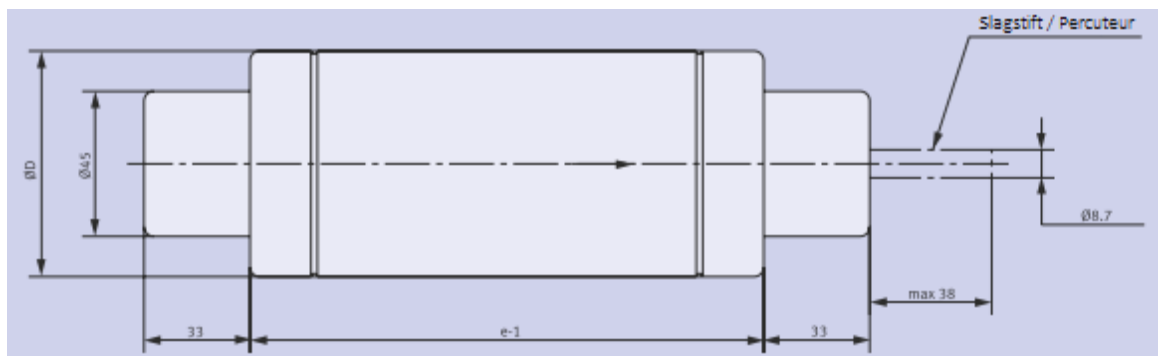 Slagstift / Percuteur
ØD
Ø45
Ø8.7
max 38
33
e-1
33